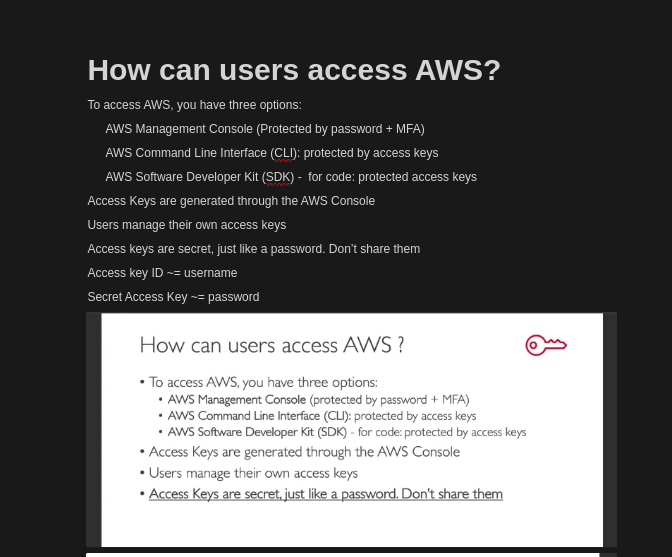 How can users access AWS?
To access AWS, you have three options:
AWS Management Console (Protected by password + MFA)
AWS Command Line Interface (CLI): protected by access keys
AWS Software Developer Kit (SDK) -  for code: protected access keys
Access Keys are generated through the AWS Console
Users manage their own access keys
Access keys are secret, just like a password. Don’t share them
Access key ID ~= username
Secret Access Key ~= password
How can users access AWS ?
• To access AWS, you have three options:
• AWS Management Console (protected by password + MFA)
• AWS Command Line Interface (CLI): protected by access keys
• AWS Software Developer Kit (SDK) - for code: protected by access keys
• Access Keys are generated through the AWS Console
• Users manage their own access keys
• Access Keys are secret, just like a password. Don’t share them